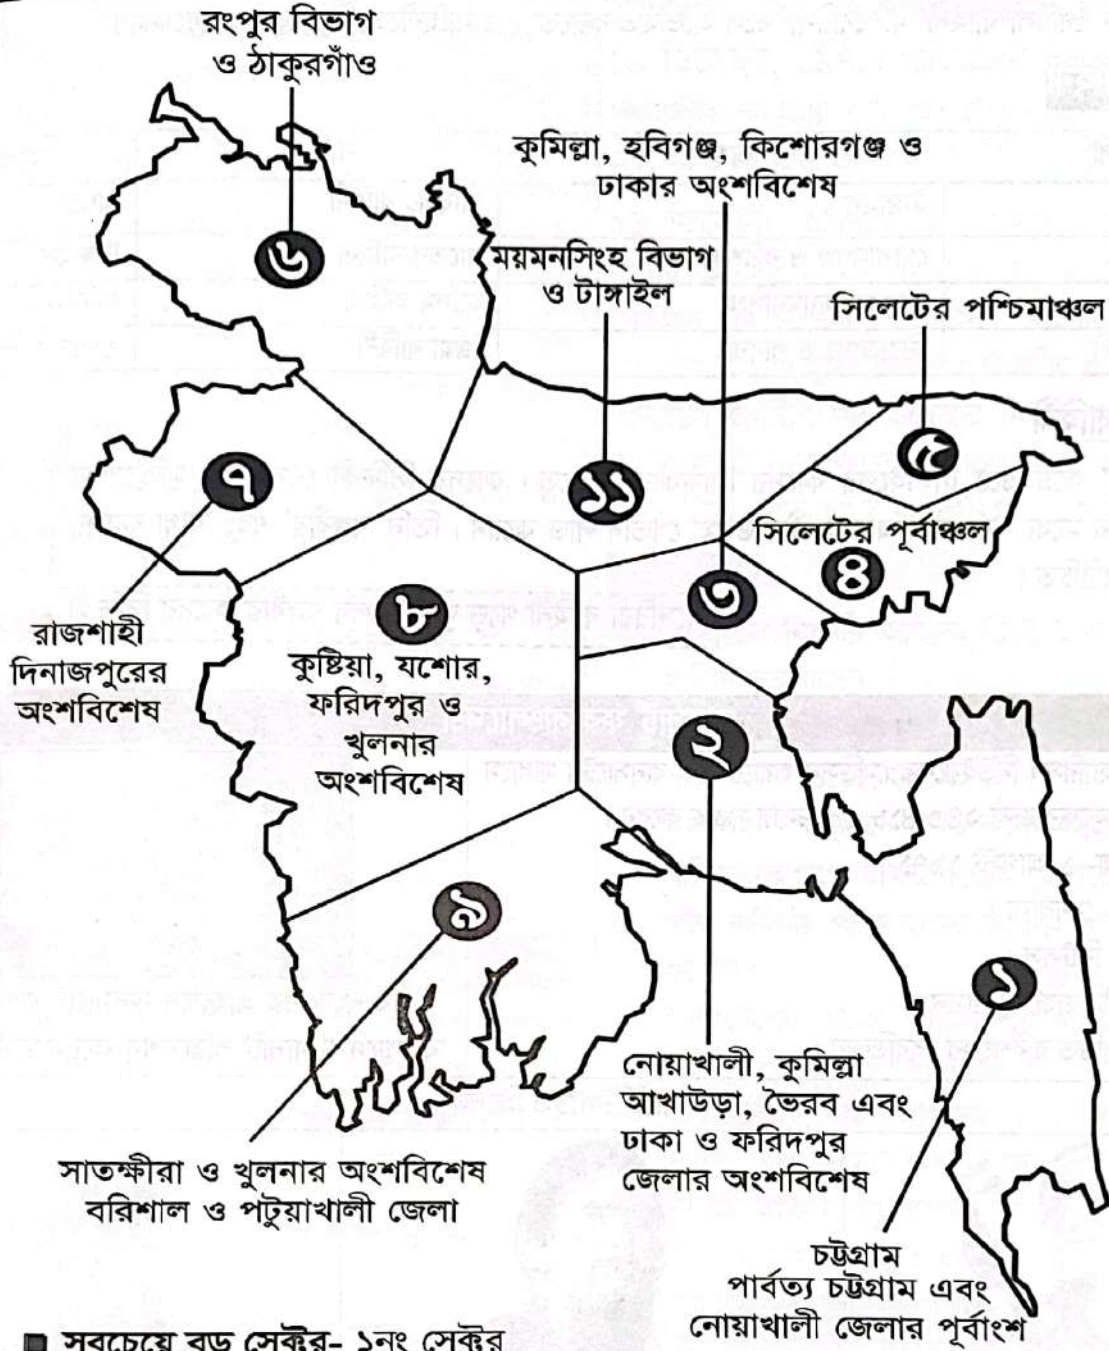 রংপুর বিভাগ
ও ঠাকুরগাঁও
৬
কুমিল্লা, হবিগঞ্জ, কিশোরগঞ্জ ও
ঢাকার অংশবিশেষ
ময়মনসিংহ বিভাগ
ও টাঙ্গাইল
সিলেটের পশ্চিমাঞ্চল
৫
৭
১১
সিলেটের পূর্বাঞ্চল
৪
৩
৮
রাজশাহী
দিনাজপুরের
অংশবিশেষ
কুষ্টিয়া, যশোর,
ফরিদপুর ও
খুলনার
অংশবিশেষ
২
৯
১
নোয়াখালী, কুমিল্লা
আখাউড়া, ভৈরব এবং
ঢাকা ও ফরিদপুর
জেলার অংশবিশেষ
সাতক্ষীরা ও খুলনার অংশবিশেষ
বরিশাল ও পটুয়াখালী জেলা
চট্টগ্রাম
পার্বত্য চট্টগ্রাম এবং
নোয়াখালী জেলার পূর্বাংশ
■ সবচেয়ে বড় সেক্টর- ১নং সেক্টর